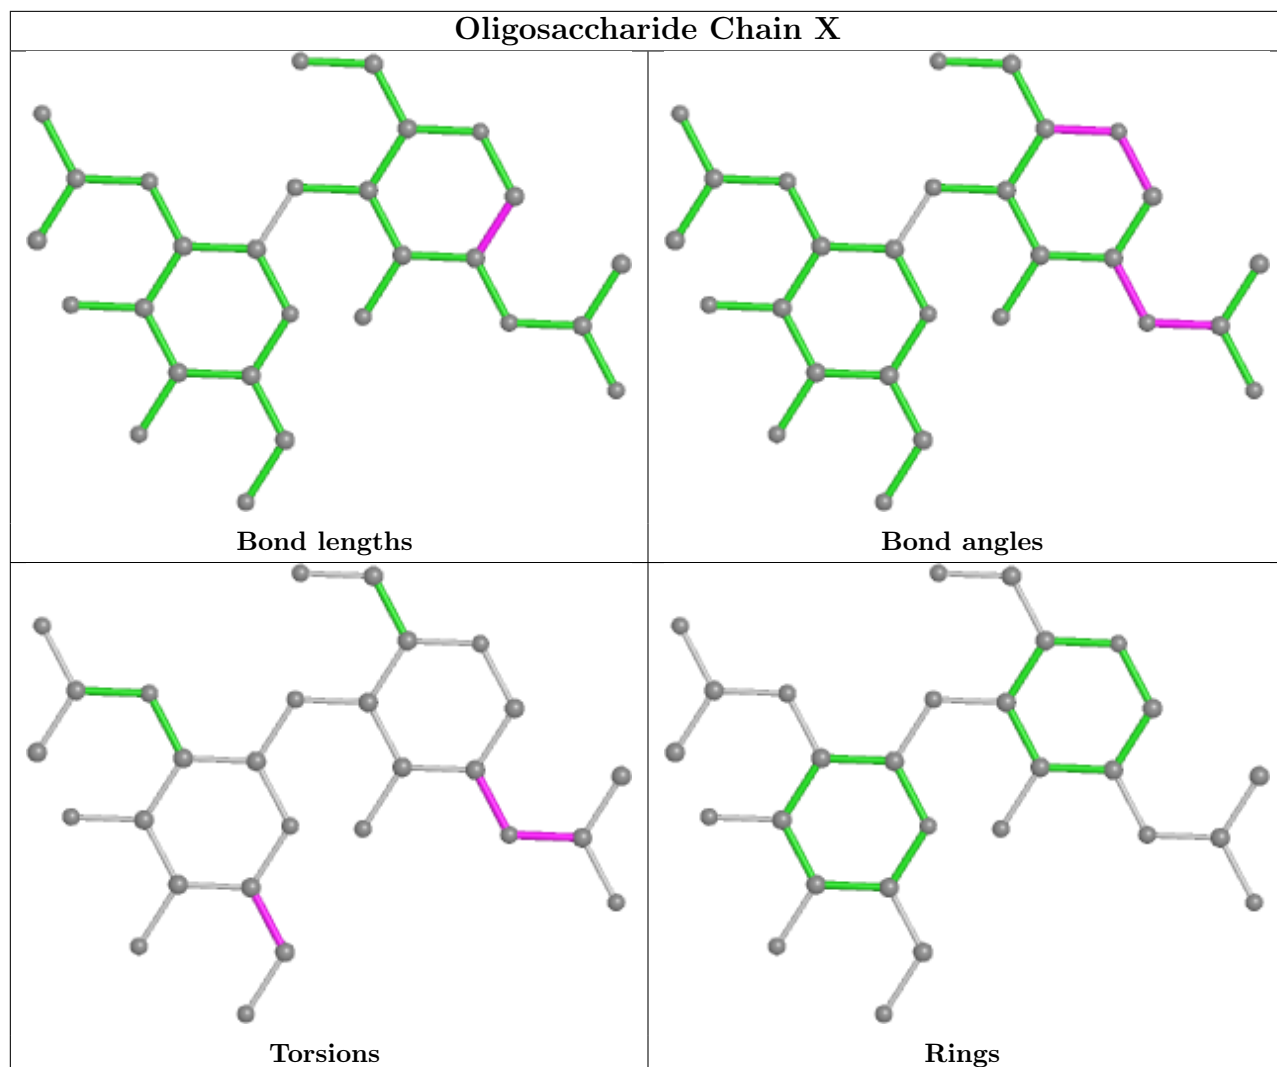 Oligosaccharide Chain X
Bond lengths
Bond angles
Torsions
Rings